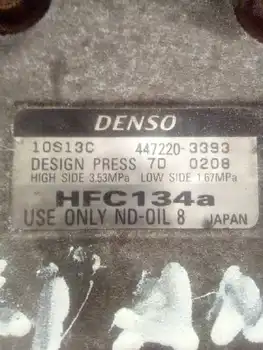 DENSO
10S13C 447220-3393
DESIGN PRESS 70 0208
HIGH SIDE 3.53MPa LOW SIDE 1.67MPa
HFC134a
USE ONLY ND-OIL 8 JAPAN